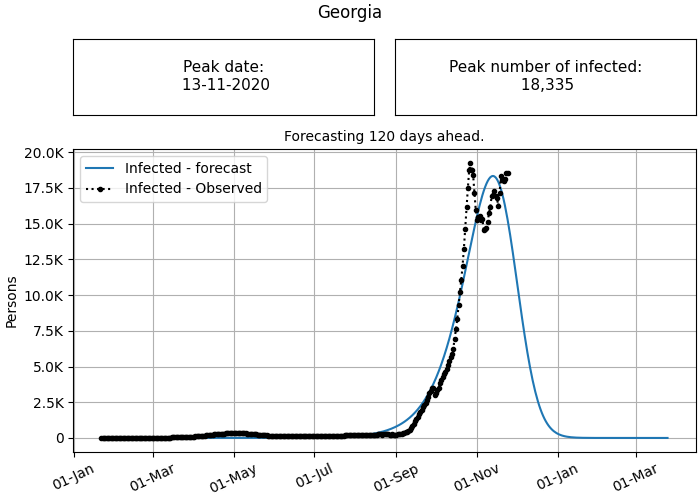 Georgia
Peak date:
13-11-2020
Peak number of infected:
18,335
Forecasting 120 days ahead.
Infected - forecast
Infected - Observed
Persons
20.0K
17.5K
15.0K
12.5K
10.0K
7.5K
5.0K
2.5K
0
01-Jan
01-Mar
01-May
01-Jul
01-Sep
01-Nov
01-Jan
01-Mar